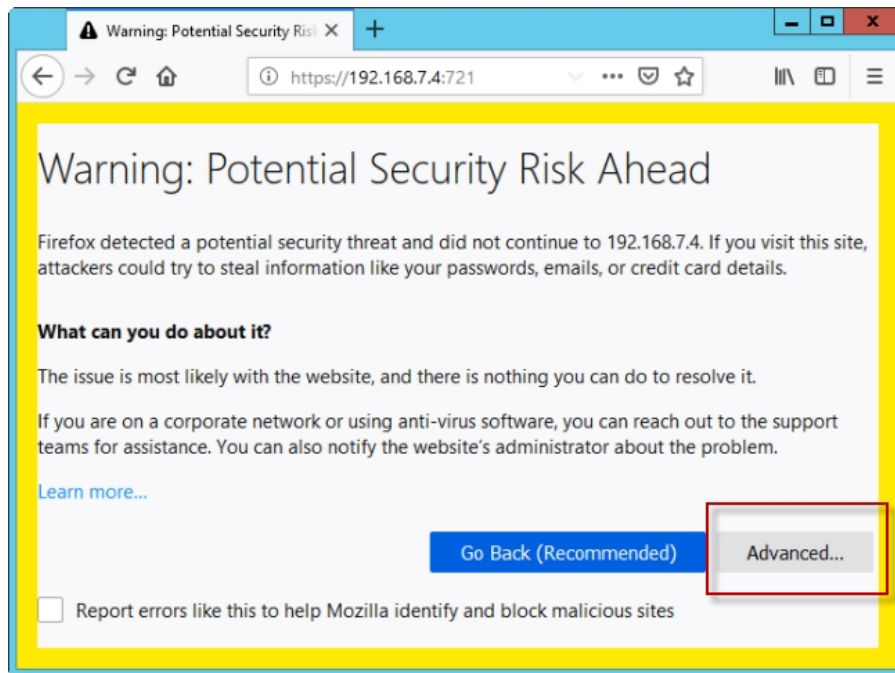 Warning: Potential Security Ris
https://192.168.7.4:721
Warning: Potential Security Risk Ahead
Firefox detected a potential security threat and did not continue to 192.168.7.4. If you visit this site,
attackers could try to steal information like your passwords, emails, or credit card details.
What can you do about it?
The issue is most likely with the website, and there is nothing you can do to resolve it.
If you are on a corporate network or using anti-virus software, you can reach out to the support
teams for assistance. You can also notify the website's administrator about the problem.
Learn more...
Go Back (Recommended) Advanced...
Report errors like this to help Mozilla identify and block malicious sites